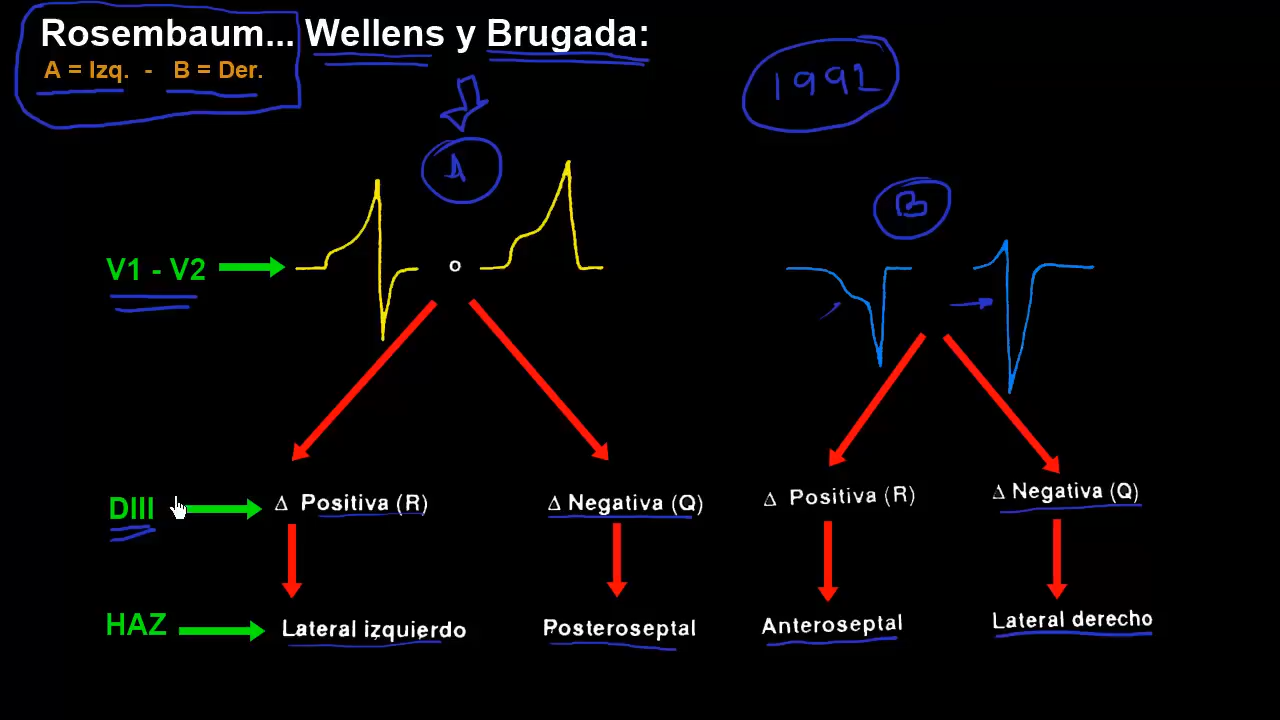 Rosembaum... Wellens y Brugada:
A = Izq. - B = Der.
1992
A
B
V1 - V2
o
DIII
Δ Positiva (R)
Δ Negativa (Q)
Δ Positiva (R)
Δ Negativa (Q)
HAZ
Lateral izquierdo
Posteroseptal
Anteroseptal
Lateral derecho